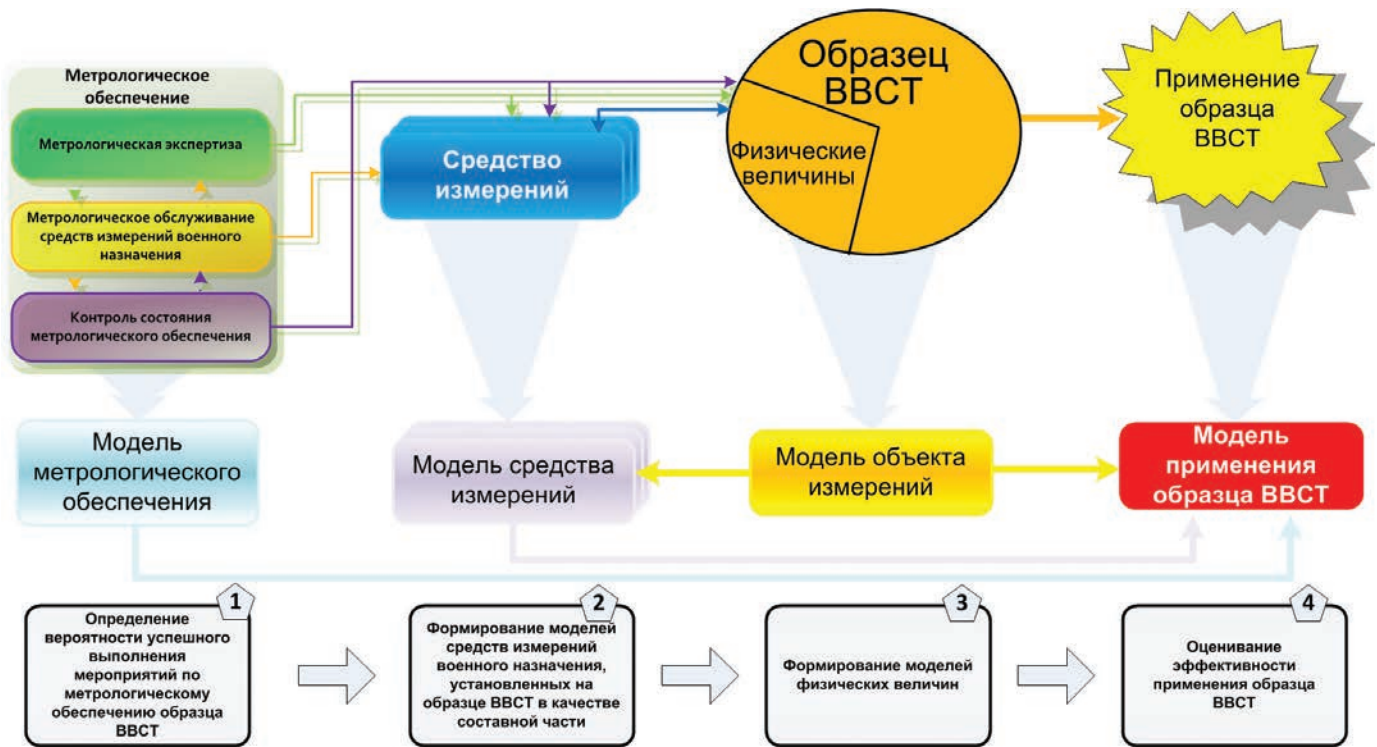 Метрологическое
обеспечение
Метрологическая экспертиза
Метрологическое обслуживание
средств измерений военного
назначения
Контроль состояния
метрологического обеспечения
Средство
измерений
Образец
ВВСТ
Физические
величины
Применение
образца
ВВСТ
Модель
метрологического
обеспечения
Модель средства
измерений
Модель объекта
измерений
Модель
применения
образца ВВСТ
1
Определение
вероятности успешного
выполнения
мероприятий по
метрологическому
обеспечению образца
ВВСТ
2
Формирование моделей
средств измерений
военного назначения,
установленных на
образце ВВСТ в качестве
составной части
3
Формирование моделей
физических величин
4
Оценивание
эффективности
применения образца
ВВСТ